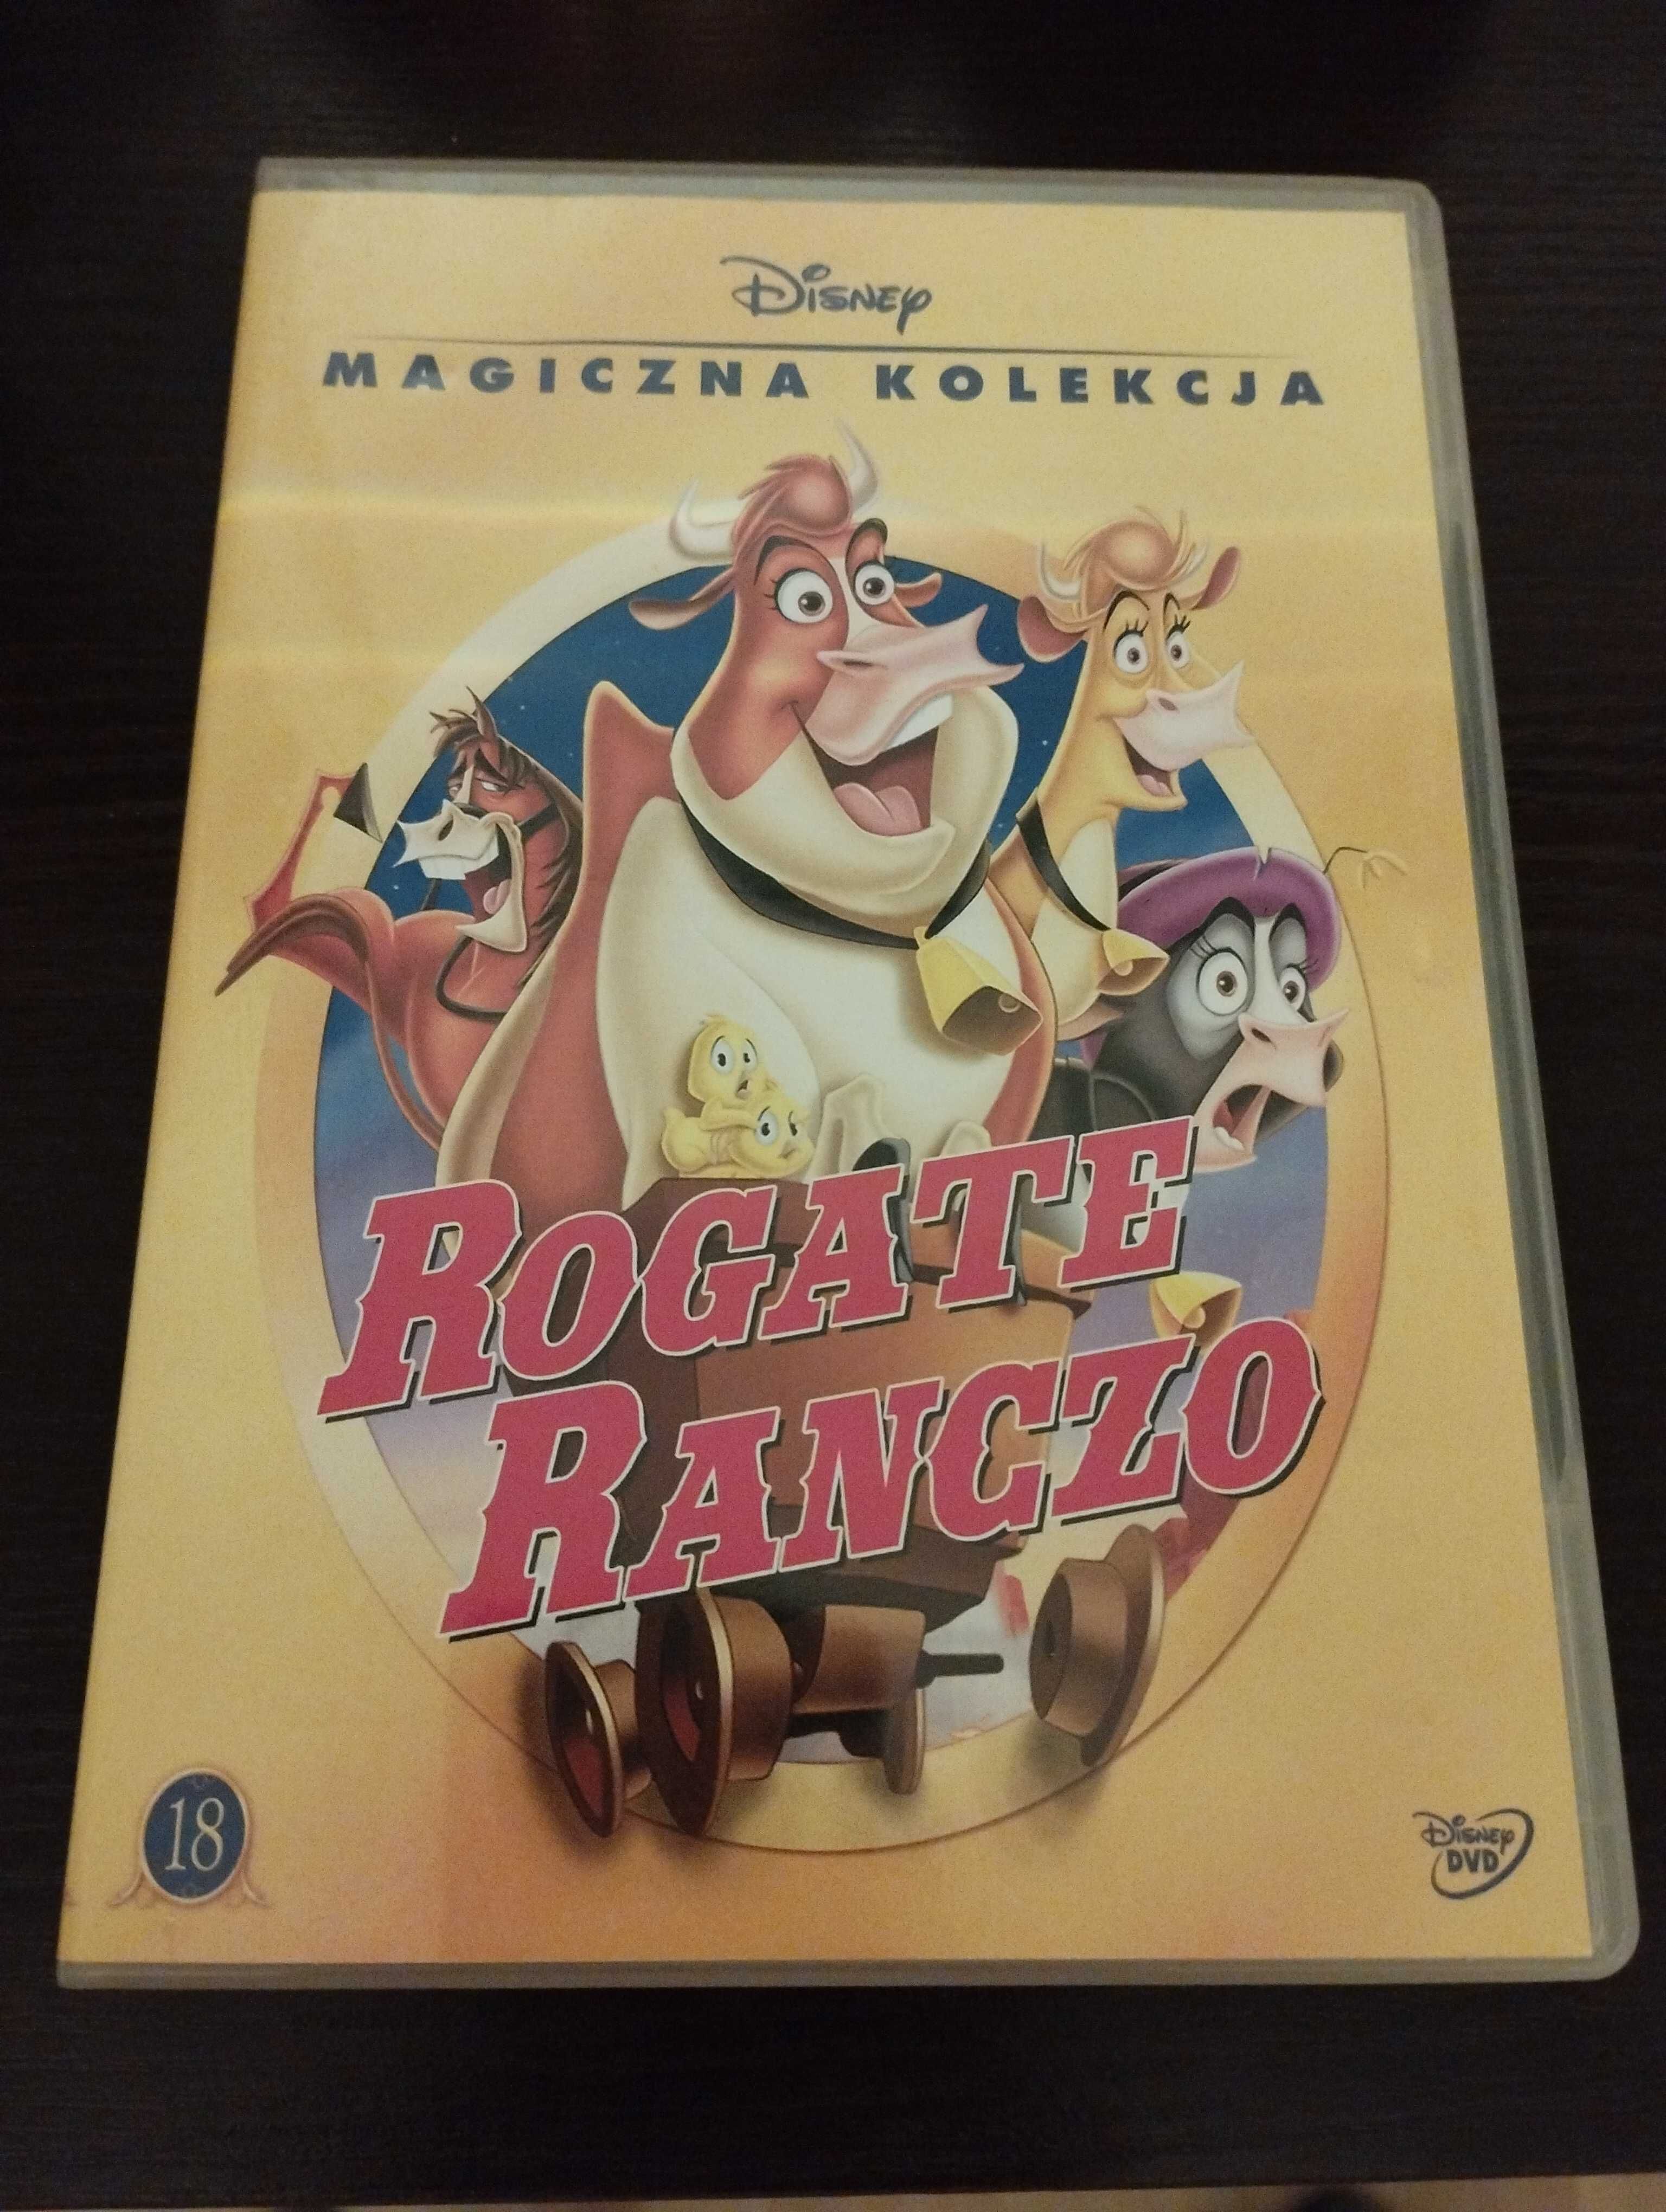 Disney
MAGICZNA KOLEKCJA
ROGATE
RANCZO
18
Disney
DVD